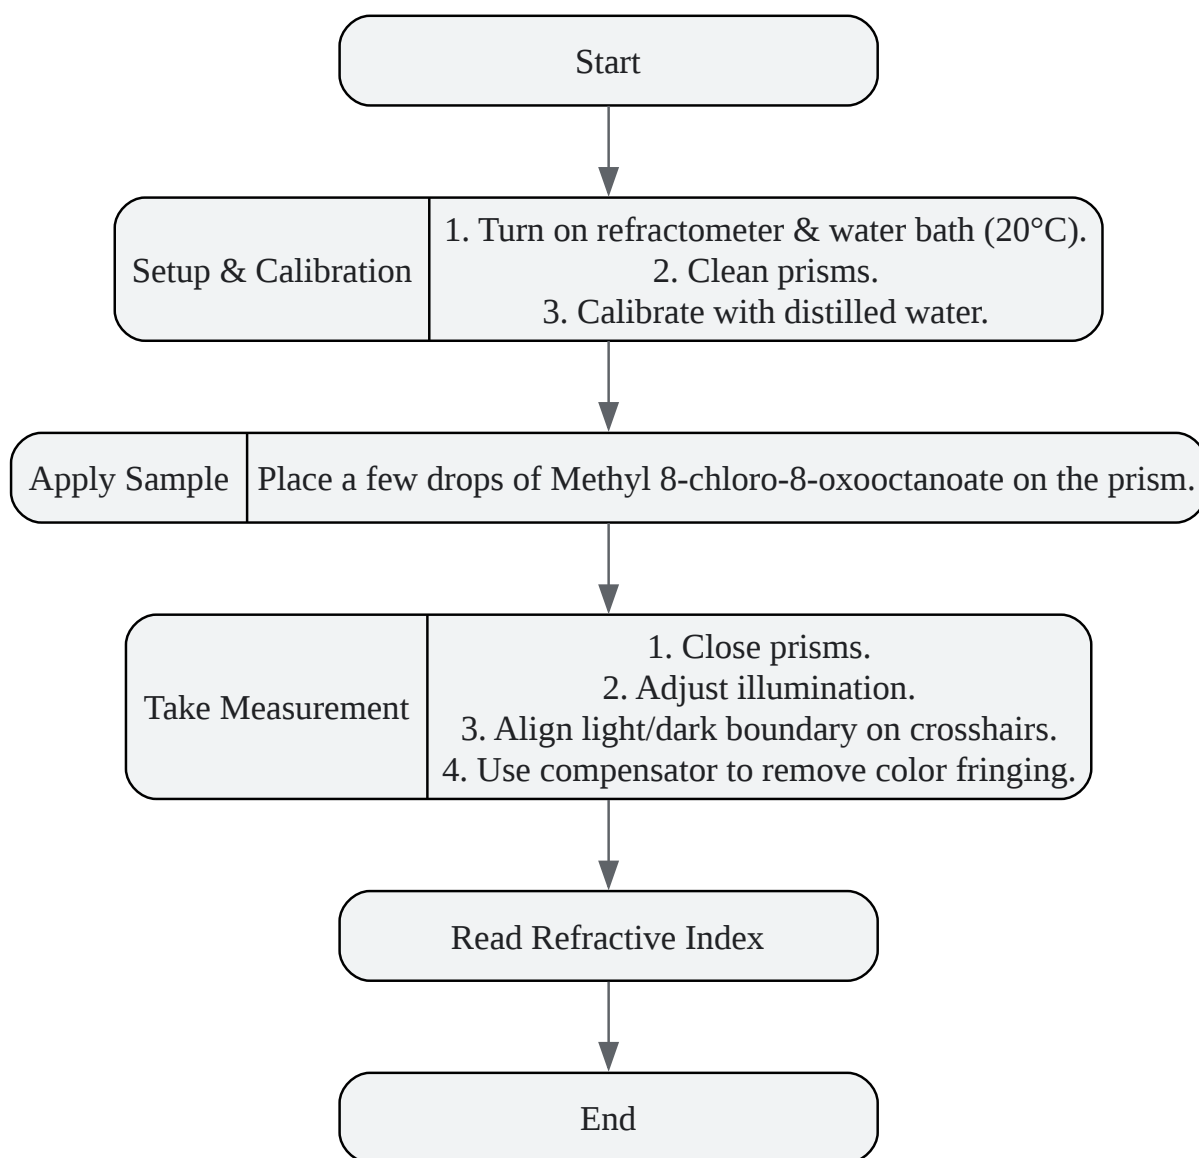 Start
Setup & Calibration
1. Turn on refractometer & water bath (20°C).
2. Clean prisms.
3. Calibrate with distilled water.
Apply Sample
Place a few drops of Methyl 8-chloro-8-oxooctanoate on the prism.
Take Measurement
1. Close prisms.
2. Adjust illumination.
3. Align light/dark boundary on crosshairs.
4. Use compensator to remove color fringing.
Read Refractive Index
End